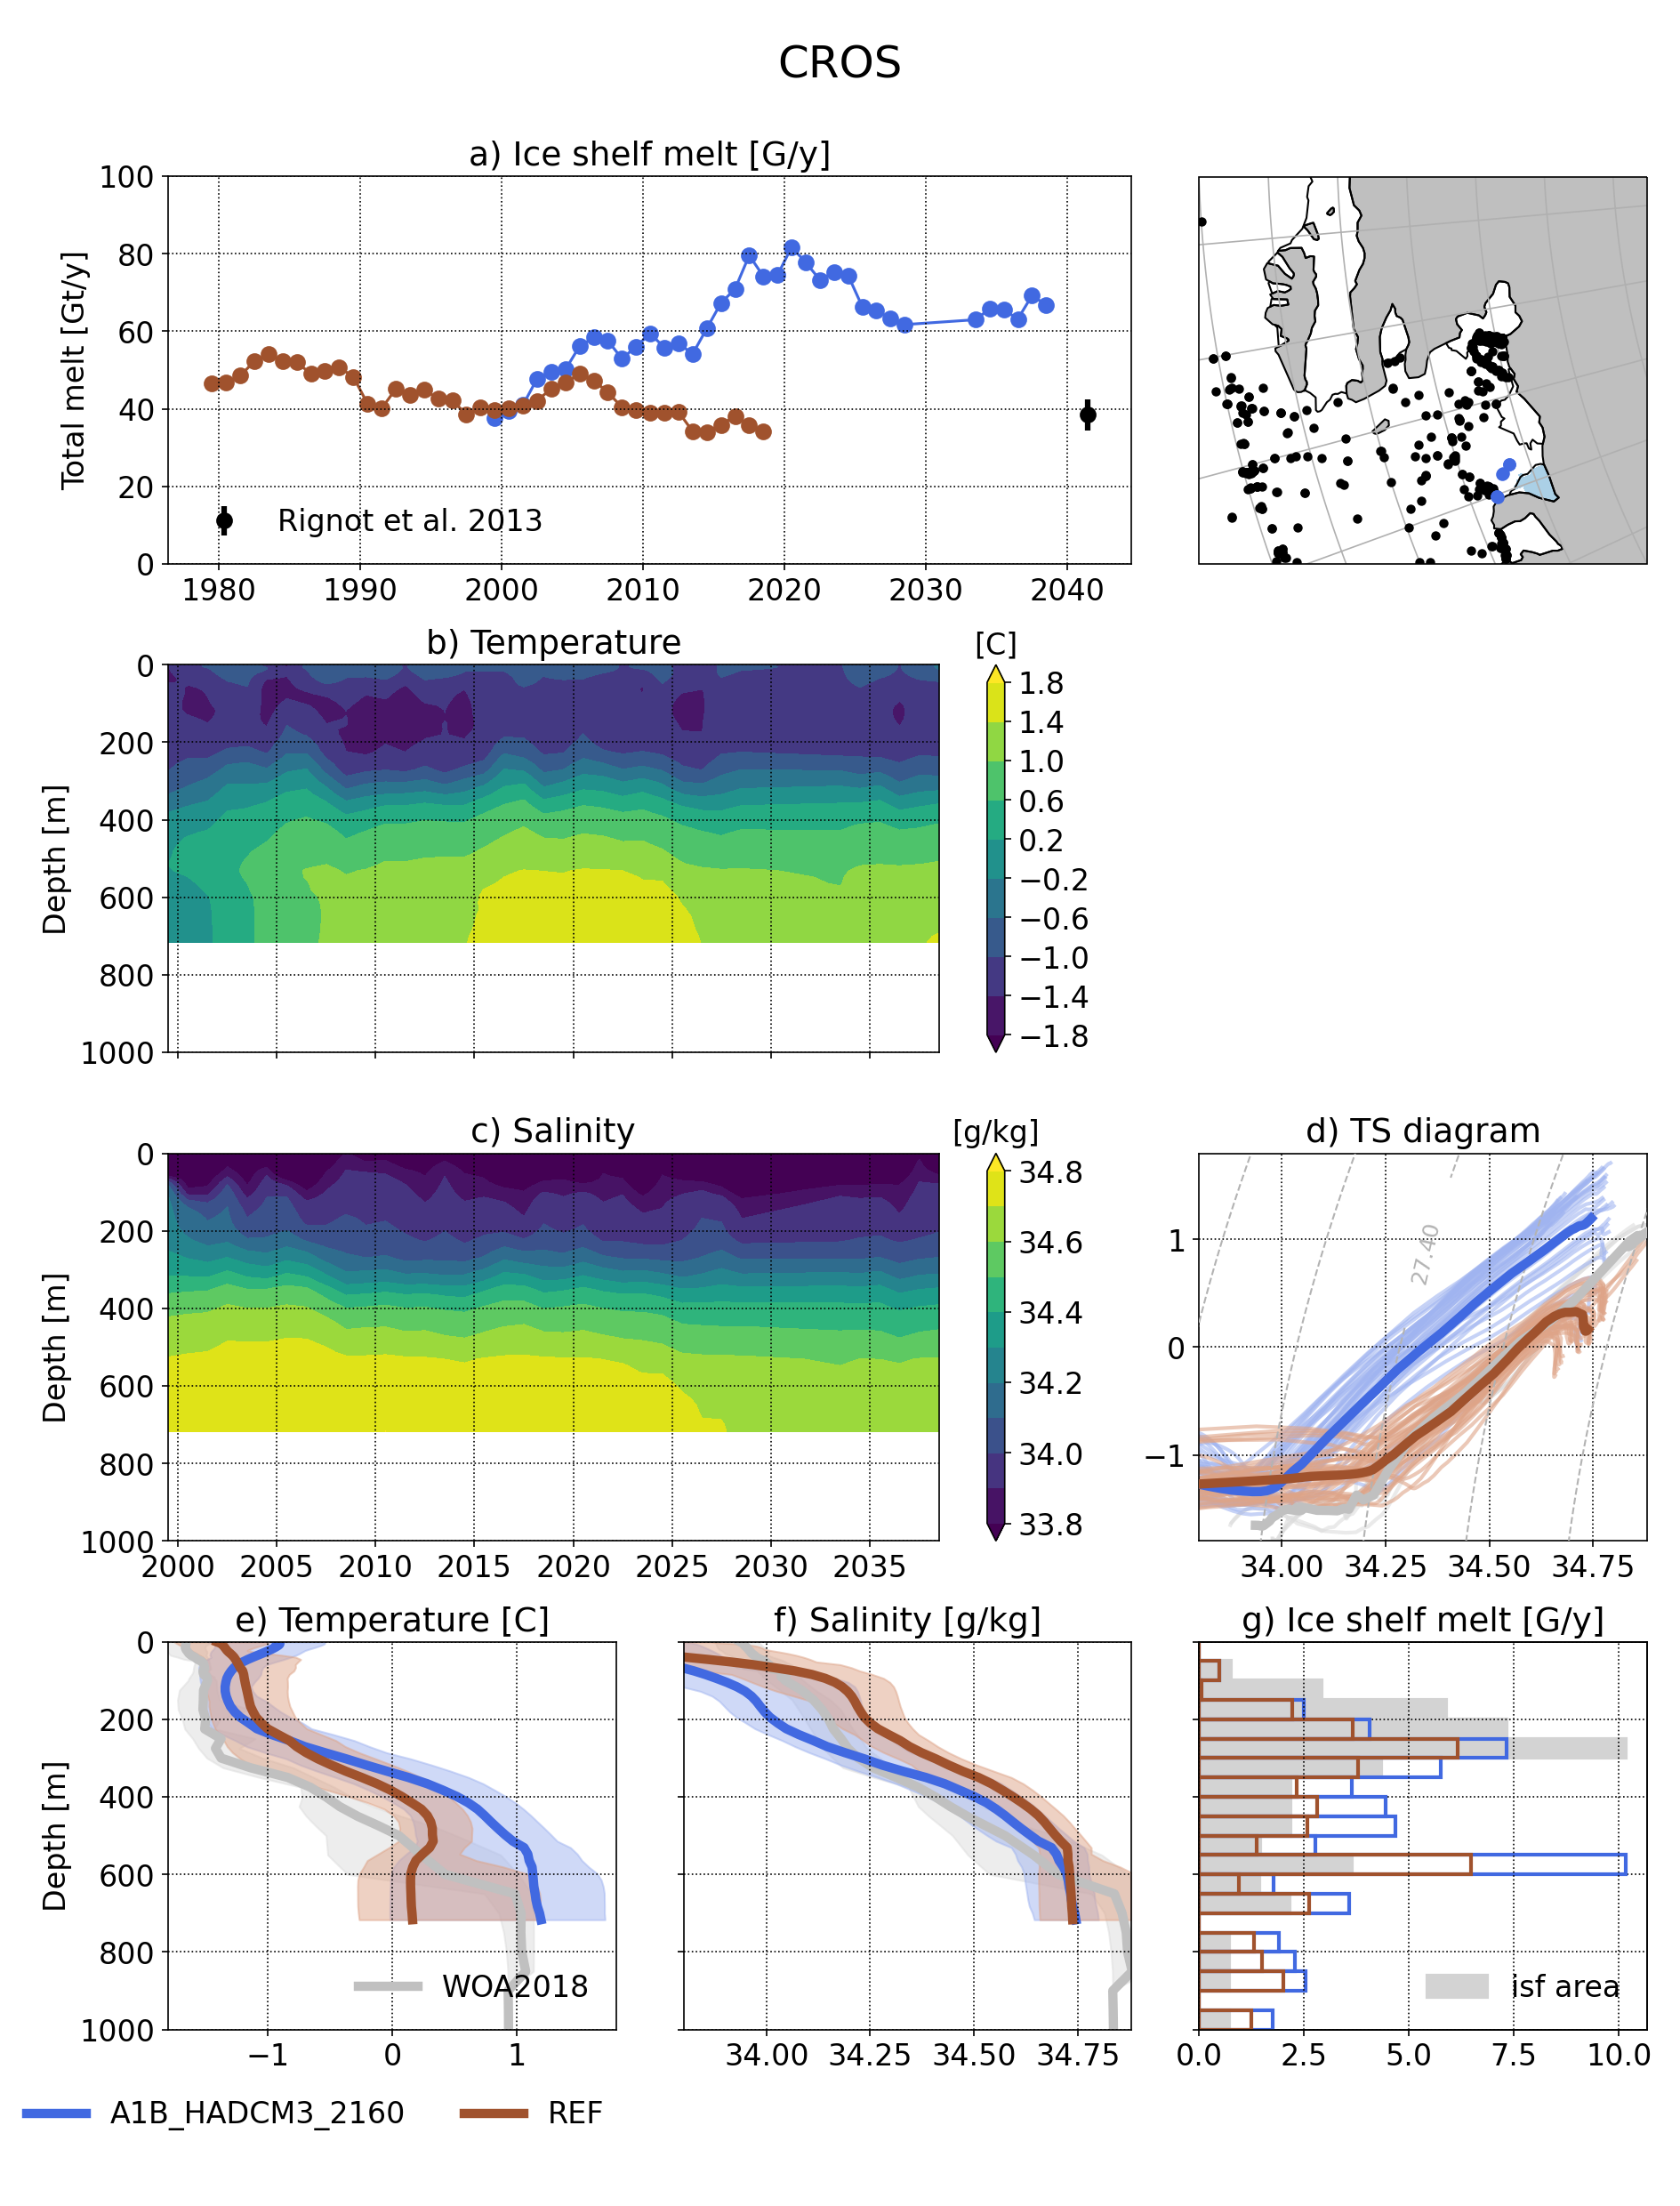 CROS
a) Ice shelf melt [G/y]
Total melt [Gt/y]
100
80
60
40
20
0
Rignot et al. 2013
1980 1990 2000 2010 2020 2030 2040
b) Temperature
[C]
Depth [m]
0
200
400
600
800
1000
1.8
1.4
1.0
0.6
0.2
−0.2
−0.6
−1.0
−1.4
−1.8
c) Salinity
[g/kg]
Depth [m]
0
200
400
600
800
1000
2000 2005 2010 2015 2020 2025 2030 2035
34.8
34.6
34.4
34.2
34.0
33.8
d) TS diagram
27.40
1
0
−1
34.00 34.25 34.50 34.75
e) Temperature [C]
Depth [m]
0
200
400
600
800
1000
WOA2018
−1 0 1
f) Salinity [g/kg]
34.00 34.25 34.50 34.75
g) Ice shelf melt [G/y]
isf area
0.0 2.5 5.0 7.5 10.0
A1B_HADCM3_2160 REF